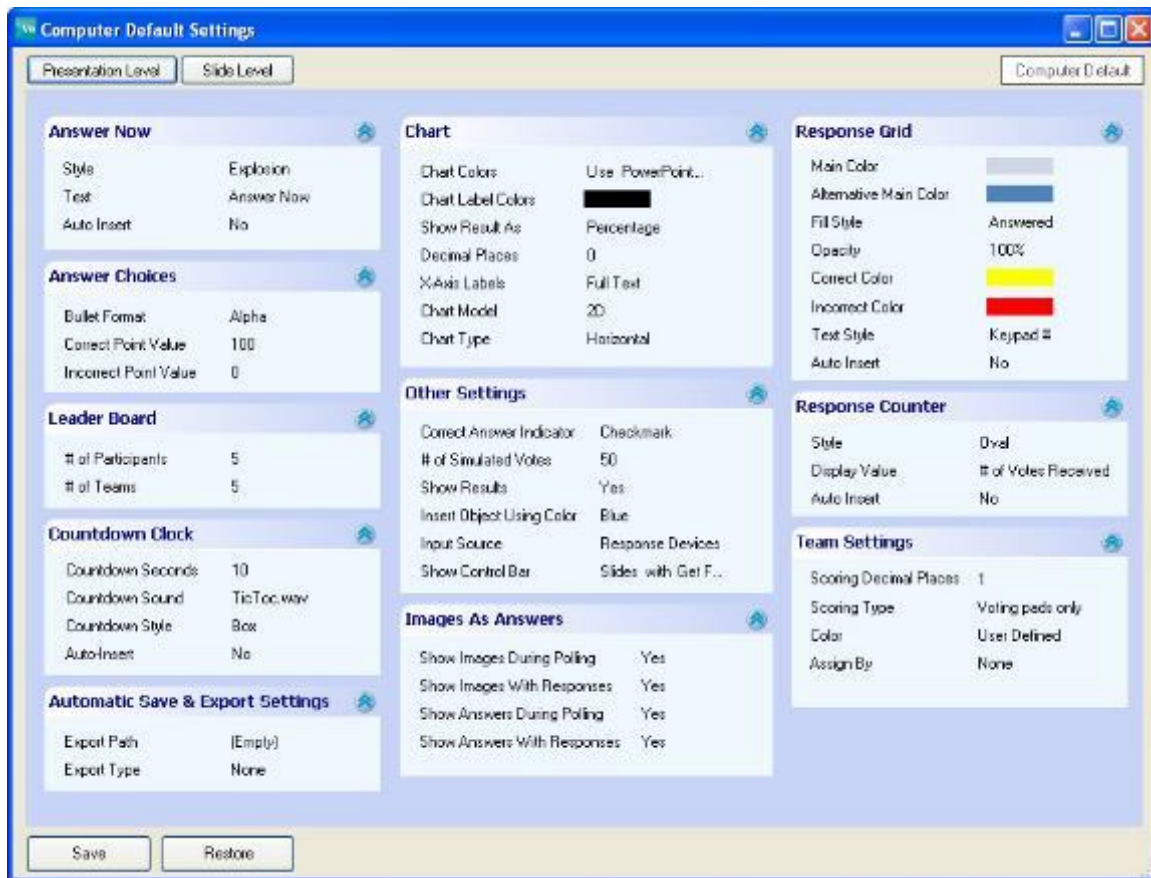 Computer Default Settings
Presentation Level
Slide Level
Computer Default
Answer Now
Style Explosion
Text Answer Now
Auto Insert No
Answer Choices
Bullet Format Alpha
Correct Point Value 100
Incorrect Point Value 0
Leader Board
# of Participants 5
# of Teams 5
Countdown Clock
Countdown Seconds 10
Countdown Sound TicToc.wav
Countdown Style Box
Auto-Insert No
Automatic Save & Export Settings
Export Path (Empty)
Export Type None
Chart
Chart Colors Use PowerPoint...
Chart Label Colors
Show Result As Percentage
Decimal Places 0
X-Axis Labels Full Text
Chart Model 2D
Chart Type Horizontal
Other Settings
Correct Answer Indicator Checkmark
# of Simulated Votes 50
Show Results Yes
Insert Object Using Color Blue
Input Source Response Devices
Show Control Bar Slides with Get F...
Images As Answers
Show Images During Polling Yes
Show Images With Responses Yes
Show Answers During Polling Yes
Show Answers With Responses Yes
Response Grid
Main Color
Alternative Main Color
Fill Style Answered
Opacity 100%
Correct Color
Incorrect Color
Text Style Keypad #
Auto Insert No
Response Counter
Style Oval
Display Value # of Votes Received
Auto Insert No
Team Settings
Scoring Decimal Places 1
Scoring Type Voting pads only
Color User Defined
Assign By None
Save
Restore